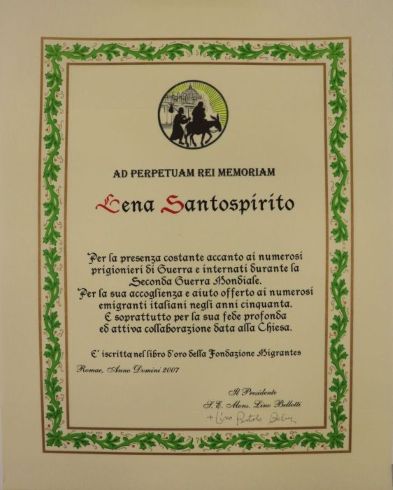 AD PERPETUAM REI MEMORIAM
Lena Santospirito
Per la presenza costante accanto ai numerosi
prigionieri di Guerra e internati durante la
Seconda Guerra Mondiale.
Per la sua accoglienza e aiuto offerto ai numerosi
emigranti italiani negli anni cinquanta.
E soprattutto per la sua fede profonda
ed attiva collaborazione data alla Chiesa.
E' iscritta nel libro d'oro della Fondazione Migrantes
Romae, Anno Domini 2007
Il Presidente
S. E. Mons. Lino Bellotti